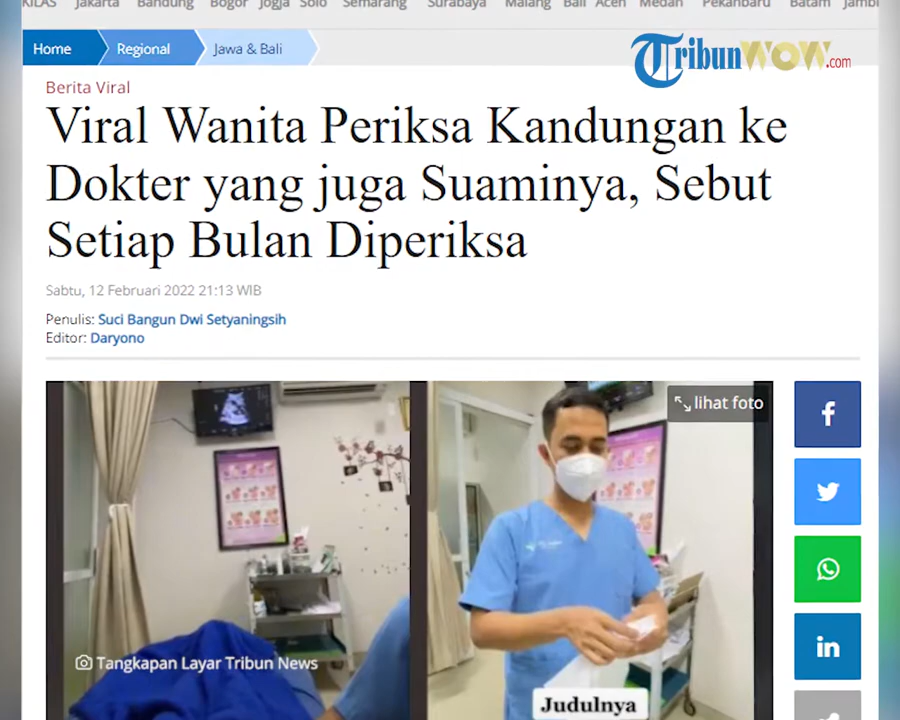 KILAS Jakarta Bandung Bogor Jogja Solo Semarang Surabaya Malang Bali Aceh Medan Pekanbaru Batam Jambi
Home Regional Jawa & Bali
TribunWOW.com
Berita Viral
Viral Wanita Periksa Kandungan ke
Dokter yang juga Suaminya, Sebut
Setiap Bulan Diperiksa
Sabtu, 12 Februari 2022 21:13 WIB
Penulis: Suci Bangun Dwi Setyaningsih
Editor: Daryono
lihat foto
Tangkapan Layar Tribun News
Judulnya